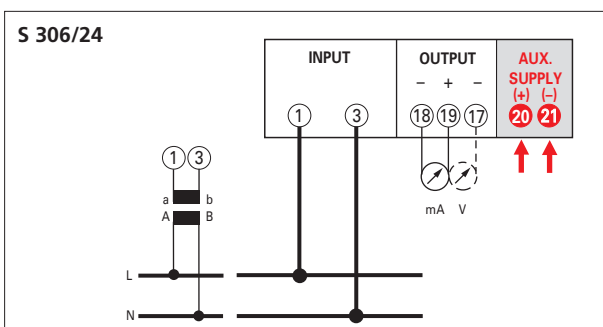 S 306/24
INPUT
OUTPUT
AUX.
SUPPLY
– + –
(+) (–)
1 3
18 19 17
20 21
1 3
a b
A B
mA V
L
N